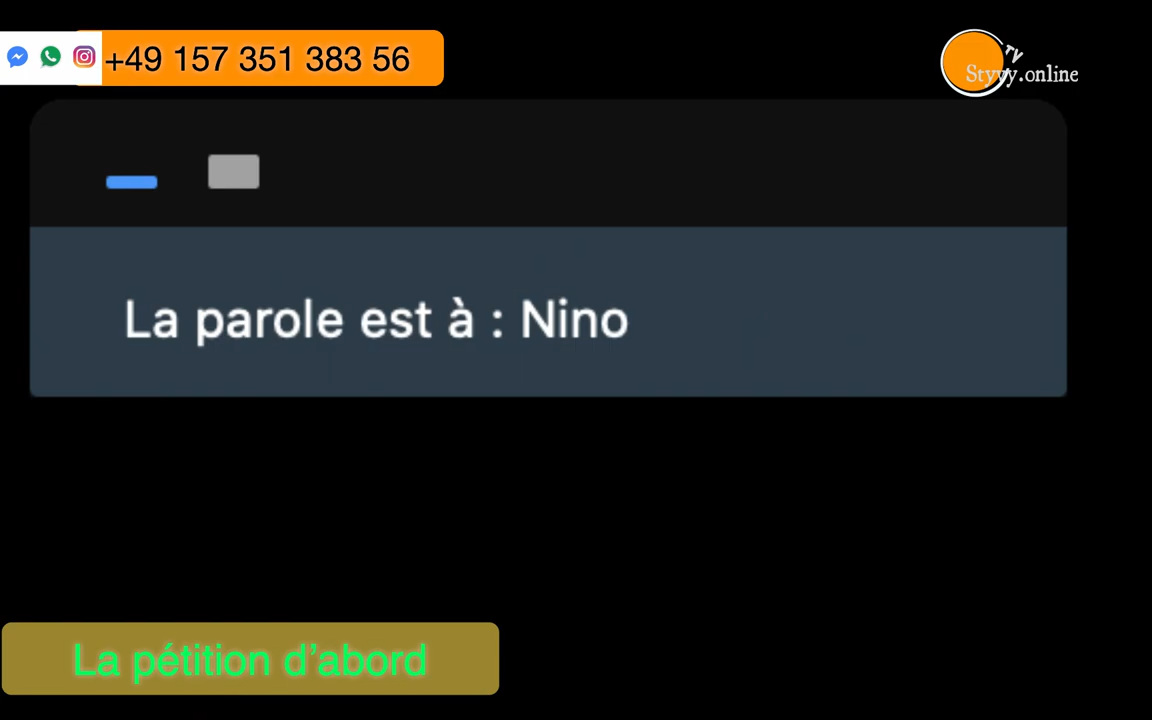 +49 157 351 383 56
TV
Styvy.online
La parole est à : Nino
La pétition d’abord